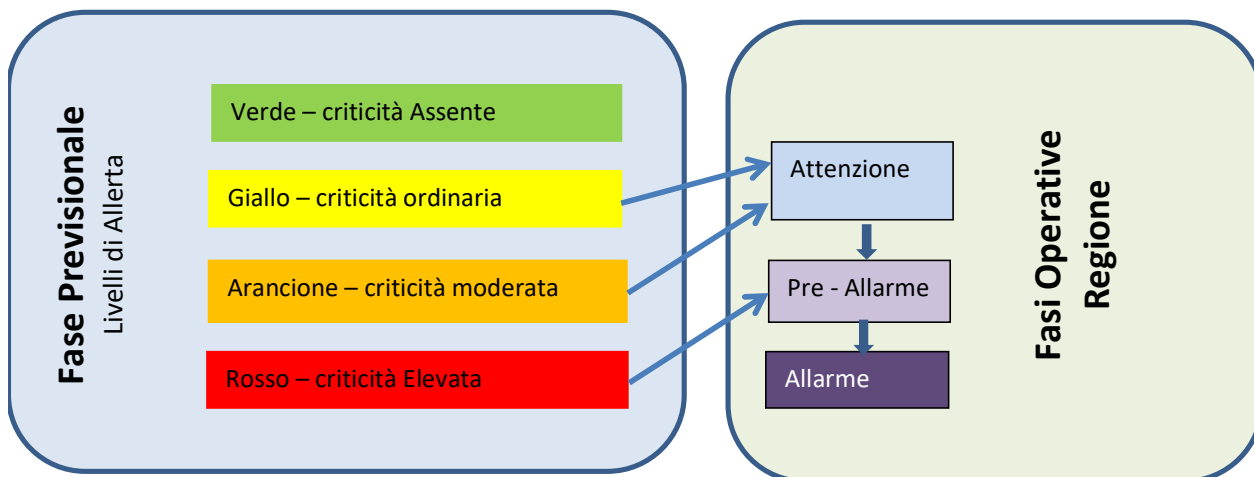 Fase Previsionale
Livelli di Allerta
Verde – criticità Assente
Giallo – criticità ordinaria
Arancione – criticità moderata
Rosso – criticità Elevata
Attenzione
Pre - Allarme
Allarme
Fasi Operative
Regione